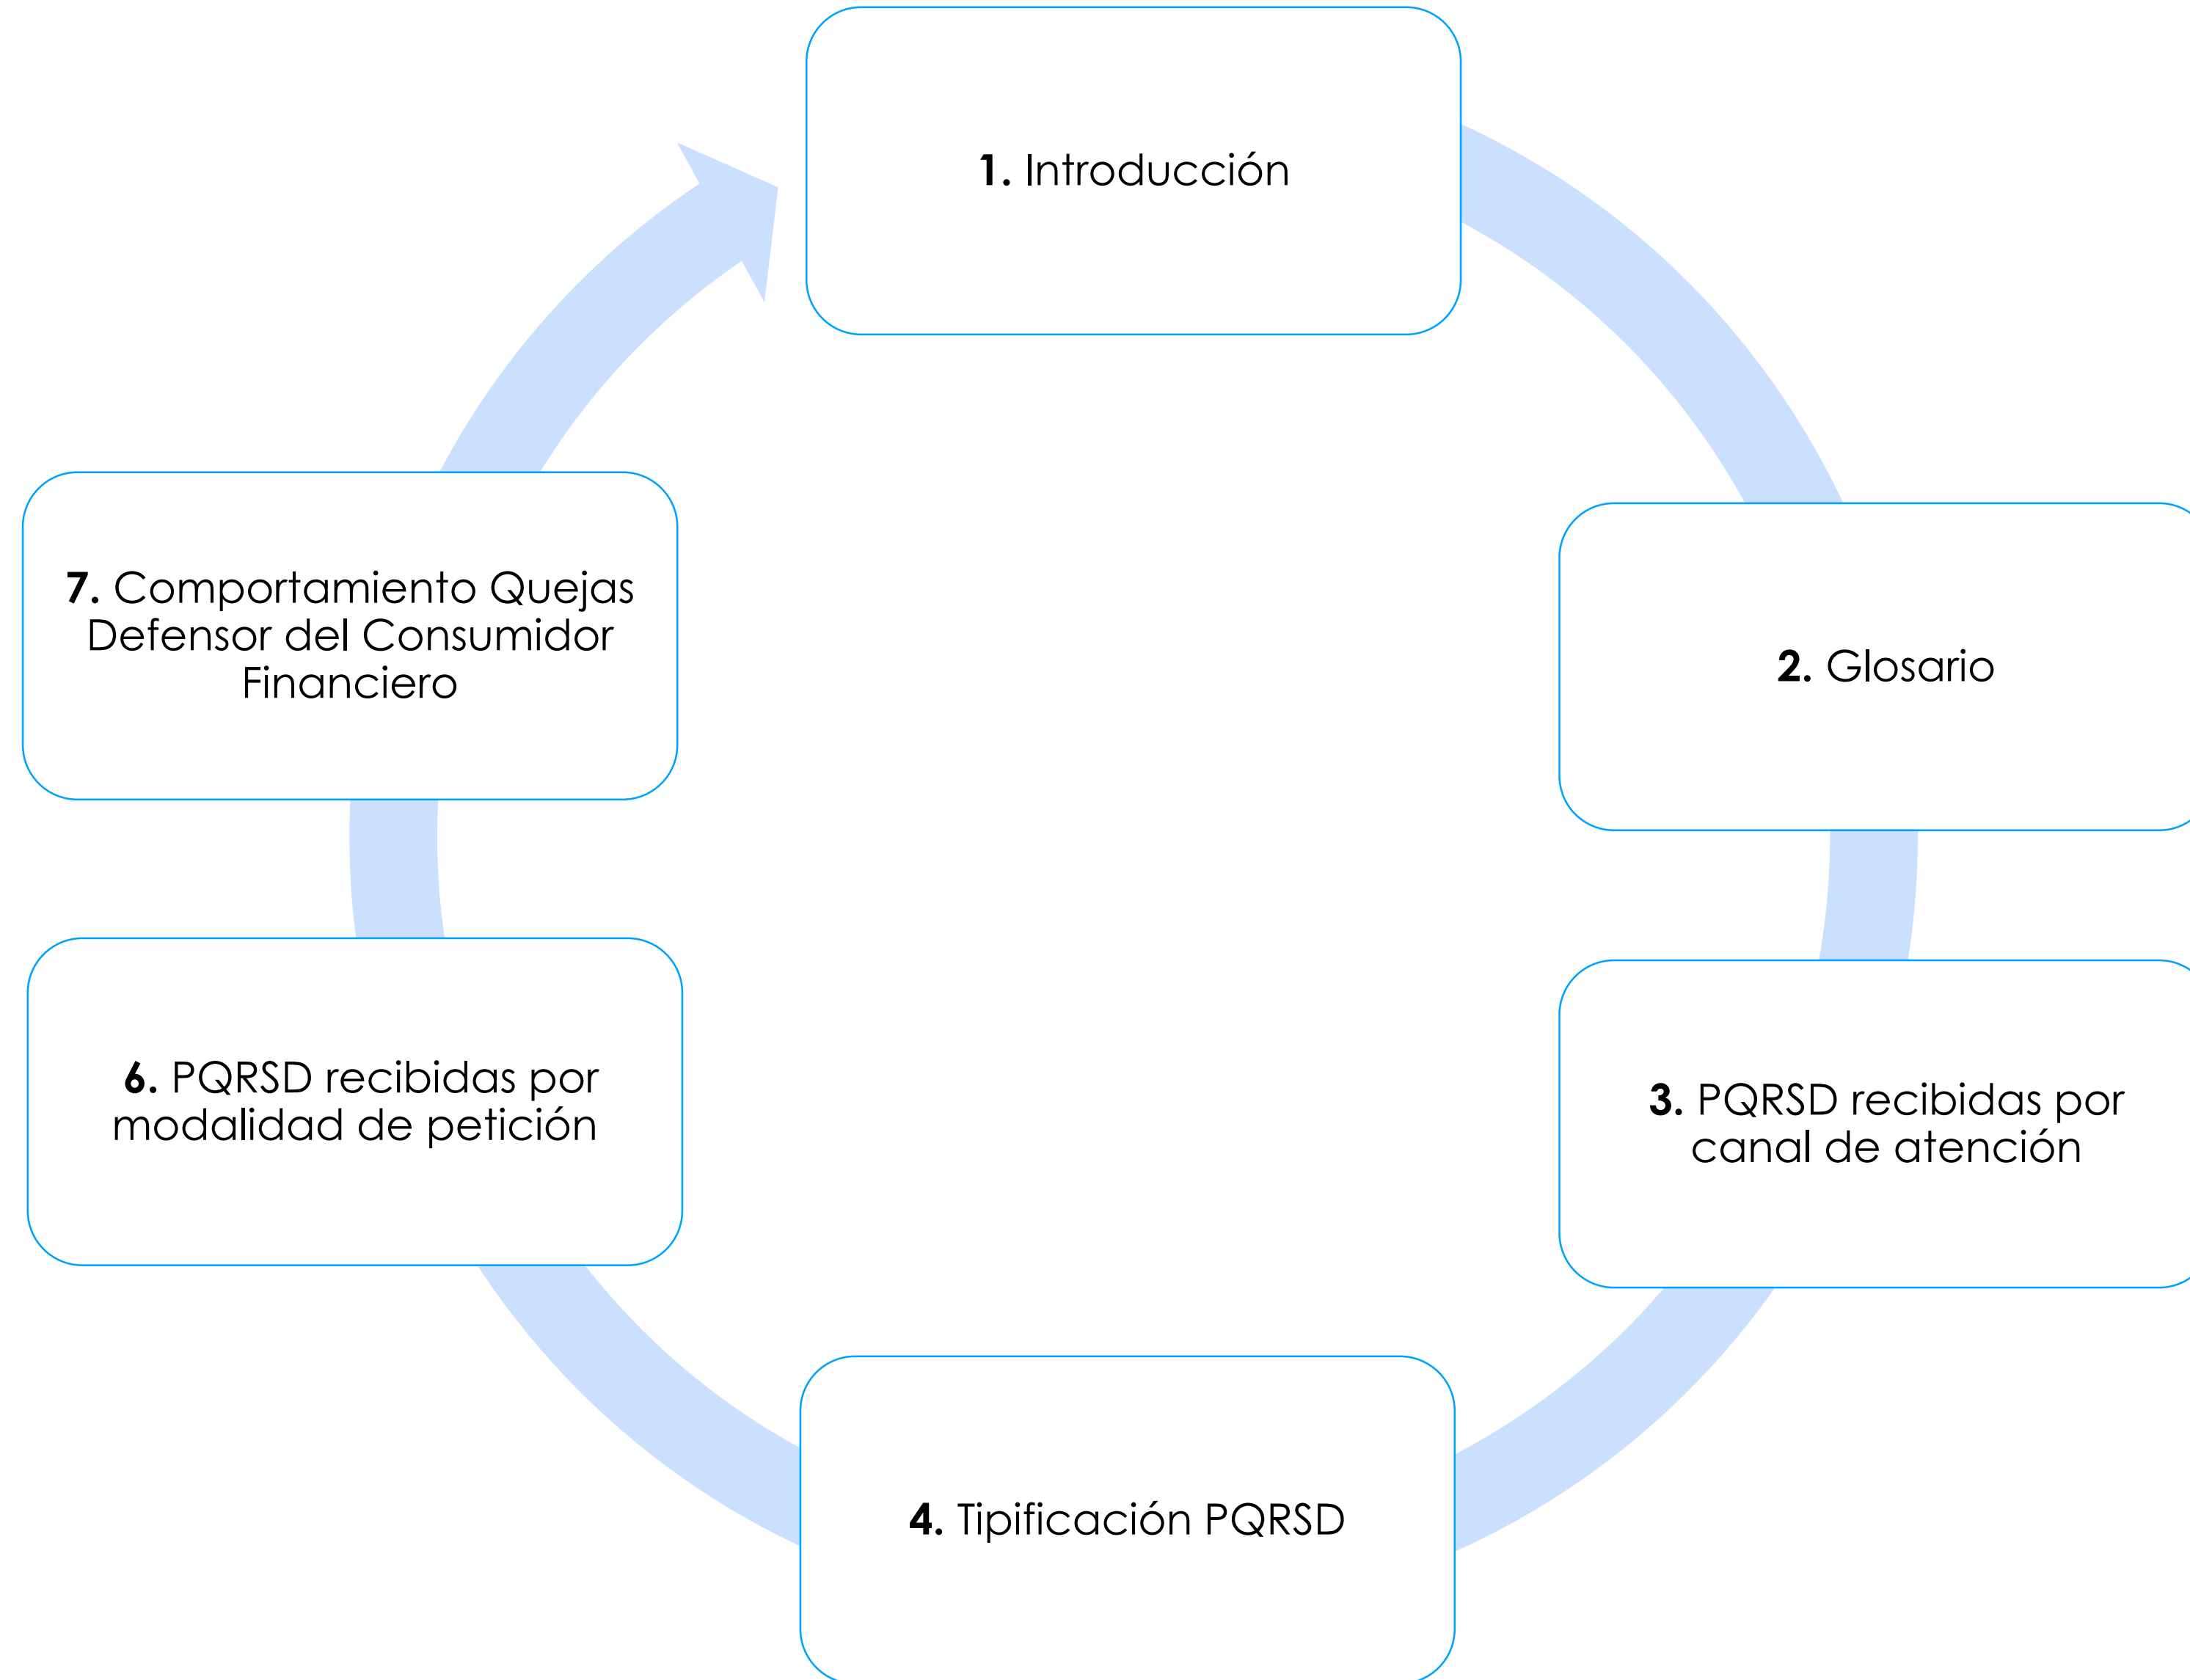 1. Introducción
2. Glosario
3. PQRSD recibidas por
canal de atención
4. Tipificación PQRSD
6. PQRSD recibidas por
modalidad de petición
7. Comportamiento Quejas
Defensor del Consumidor
Financiero